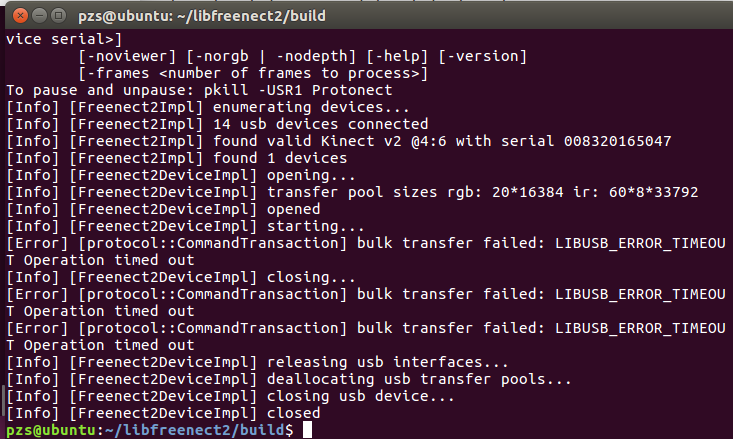 pzs@ubuntu: ~/libfreenect2/build
vice serial>]
        [-noviewer] [-norgb | -nodepth] [-help] [-version]
        [-frames <number of frames to process>]
To pause and unpause: pkill -USR1 Protonect
[Info] [Freenect2Impl] enumerating devices...
[Info] [Freenect2Impl] 14 usb devices connected
[Info] [Freenect2Impl] found valid Kinect v2 @4:6 with serial 008320165047
[Info] [Freenect2Impl] found 1 devices
[Info] [Freenect2DeviceImpl] opening...
[Info] [Freenect2DeviceImpl] transfer pool sizes rgb: 20*16384 ir: 60*8*33792
[Info] [Freenect2DeviceImpl] opened
[Info] [Freenect2DeviceImpl] starting...
[Error] [protocol::CommandTransaction] bulk transfer failed: LIBUSB_ERROR_TIMEOU
T Operation timed out
[Info] [Freenect2DeviceImpl] closing...
[Error] [protocol::CommandTransaction] bulk transfer failed: LIBUSB_ERROR_TIMEOU
T Operation timed out
[Error] [protocol::CommandTransaction] bulk transfer failed: LIBUSB_ERROR_TIMEOU
T Operation timed out
[Info] [Freenect2DeviceImpl] releasing usb interfaces...
[Info] [Freenect2DeviceImpl] deallocating usb transfer pools...
[Info] [Freenect2DeviceImpl] closing usb device...
[Info] [Freenect2DeviceImpl] closed
pzs@ubuntu:~/libfreenect2/build$